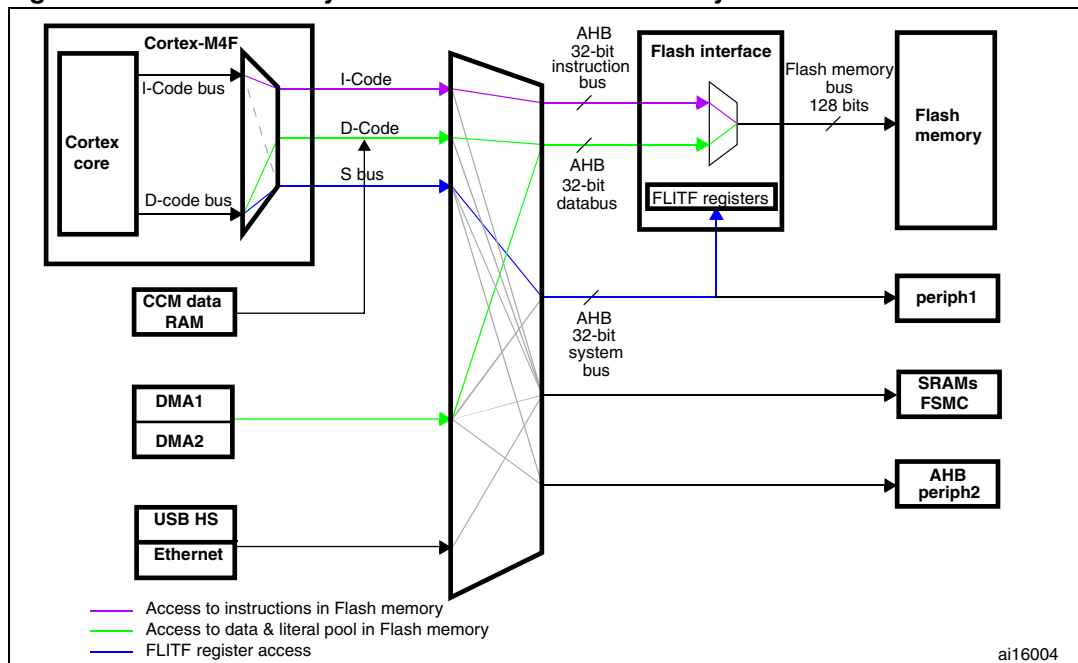 Cortex-M4F
Cortex
core
I-Code bus
D-code bus
I-Code
D-Code
S bus
CCM data
RAM
DMA1
DMA2
USB HS
Ethernet
AHB
32-bit
instruction
bus
AHB
32-bit
databus
AHB
32-bit
system
bus
Flash interface
FLITF registers
Flash memory
bus
128 bits
Flash
memory
periph1
SRAMs
FSMC
AHB
periph2
Access to instructions in Flash memory
Access to data & literal pool in Flash memory
FLITF register access
ai16004